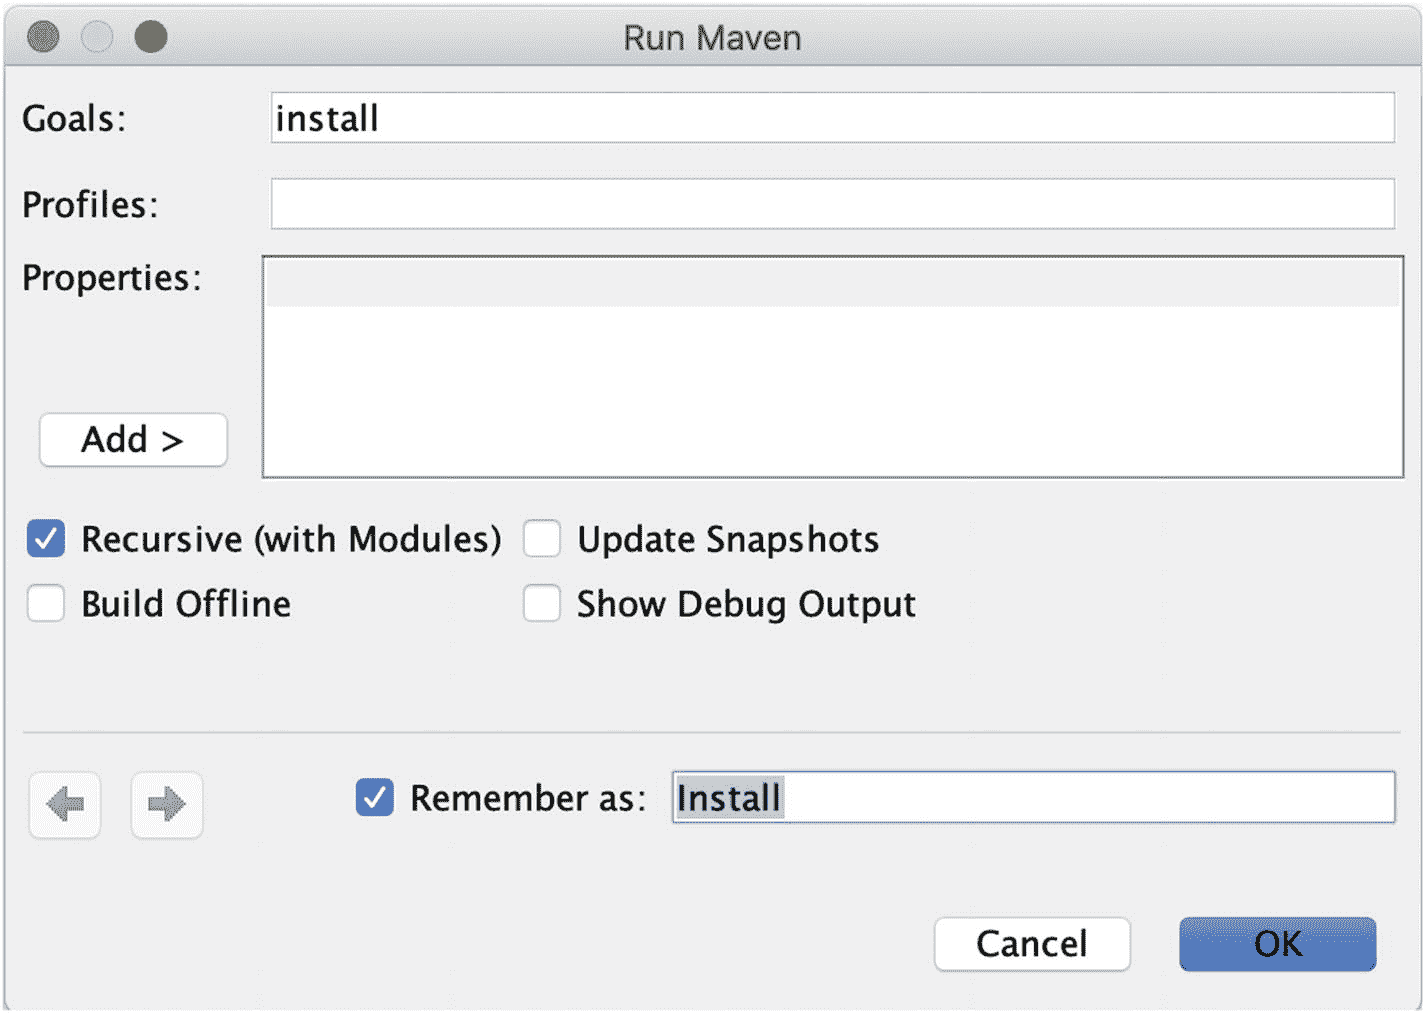 Run Maven
Goals: install
Profiles:
Properties:
Add >
Recursive (with Modules) Update Snapshots
Build Offline Show Debug Output
Remember as: Install
Cancel OK